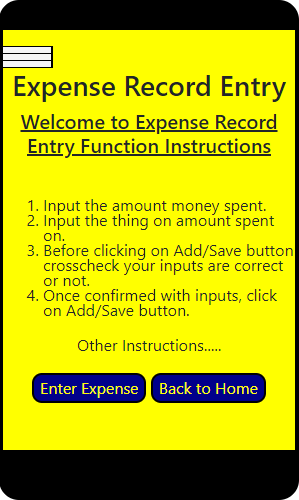 Expense Record Entry
Welcome to Expense Record
Entry Function Instructions
1. Input the amount money spent.
2. Input the thing on amount spent
on.
3. Before clicking on Add/Save button
crosscheck your inputs are correct
or not.
4. Once confirmed with inputs, click
on Add/Save button.
Other Instructions.....
Enter Expense Back to Home